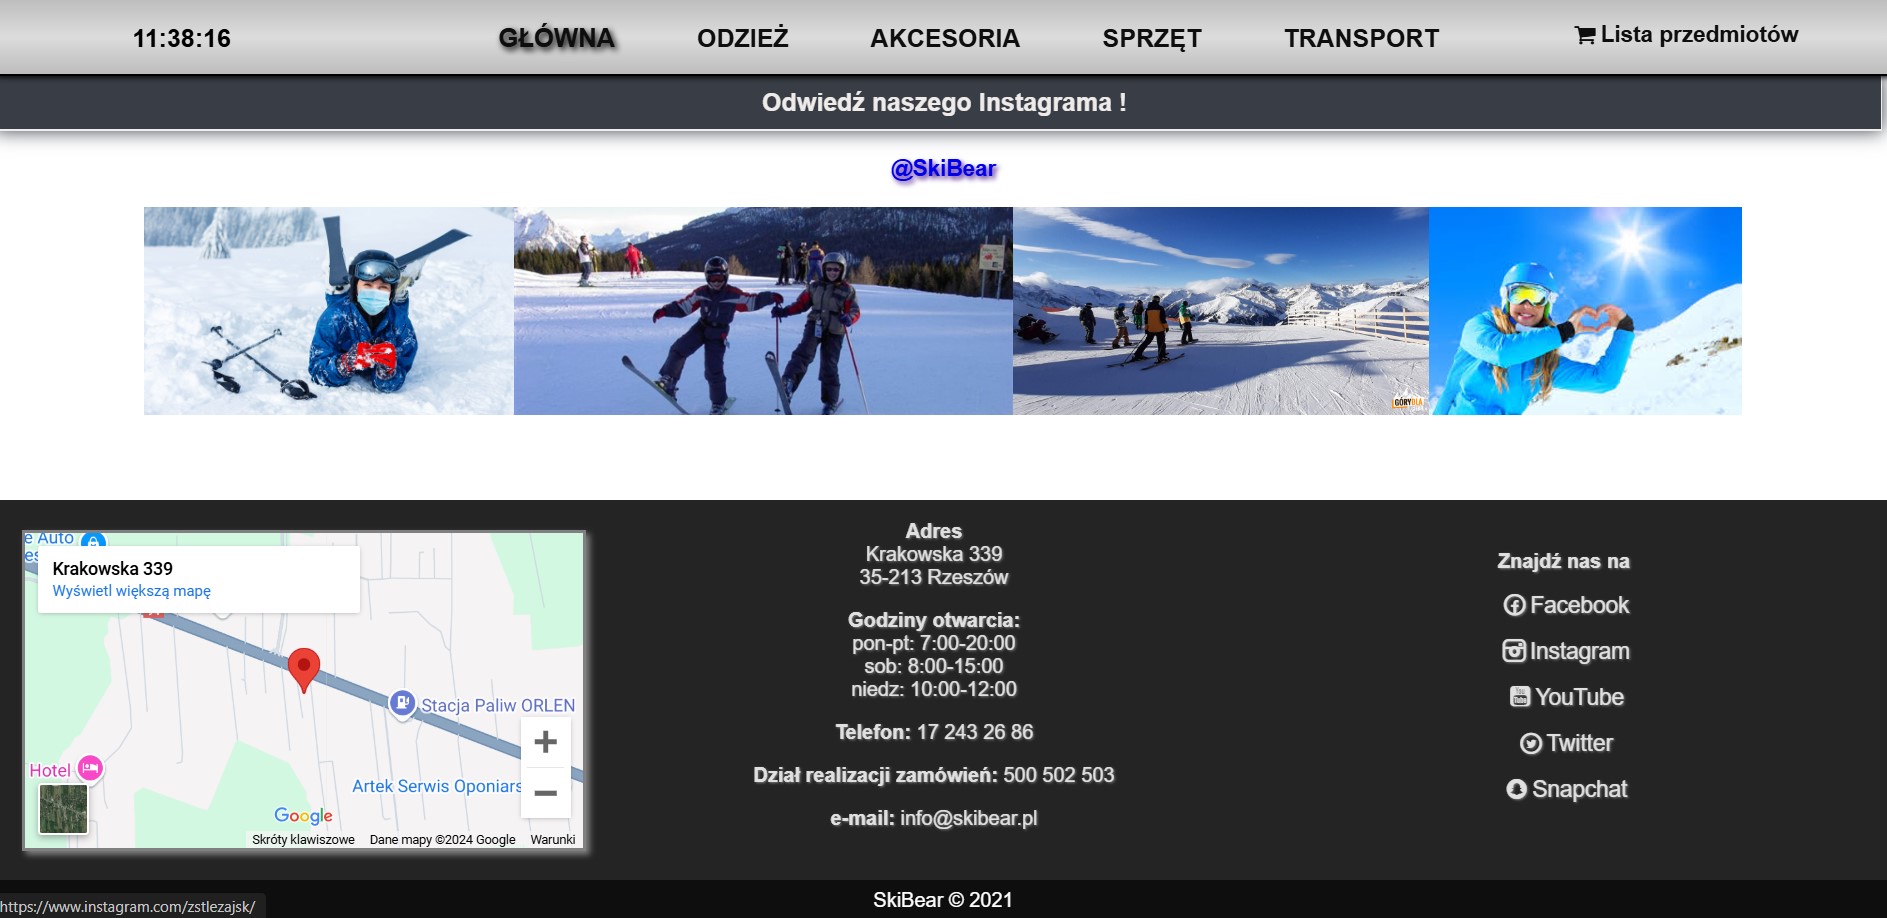 11:38:16
GŁÓWNA
ODZIEŻ
AKCESORIA
SPRZĘT
TRANSPORT
Lista przedmiotów
Odwiedź naszego Instagrama !
@SkiBear
GÓRY DLA
e Auto
es
Krakowska 339
Wyświetl większą mapę
Stacja Paliw ORLEN
Hotel
Artek Serwis Oponiars
Google
Skróty klawiszowe
Dane mapy ©2024 Google
Warunki
Adres
Krakowska 339
35-213 Rzeszów
Godziny otwarcia:
pon-pt: 7:00-20:00
sob: 8:00-15:00
niedz: 10:00-12:00
Telefon: 17 243 26 86
Dział realizacji zamówień: 500 502 503
e-mail: info@skibear.pl
Znajdź nas na
Facebook
Instagram
YouTube
Twitter
Snapchat
SkiBear © 2021
https://www.instagram.com/zstlezajsk/